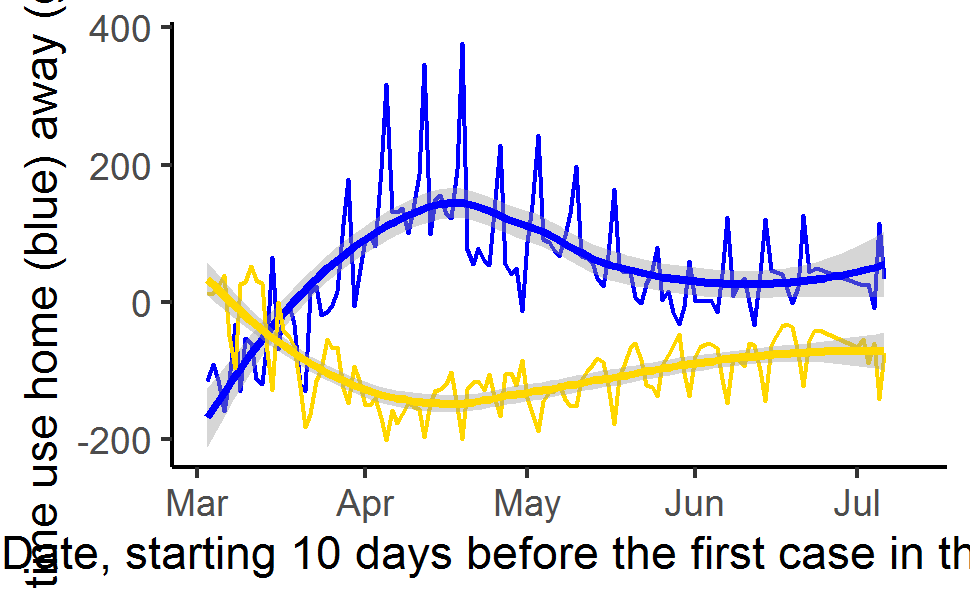 time use home (blue) away (
400
200
0
-200
Mar Apr May Jun Jul
Date, starting 10 days before the first case in th